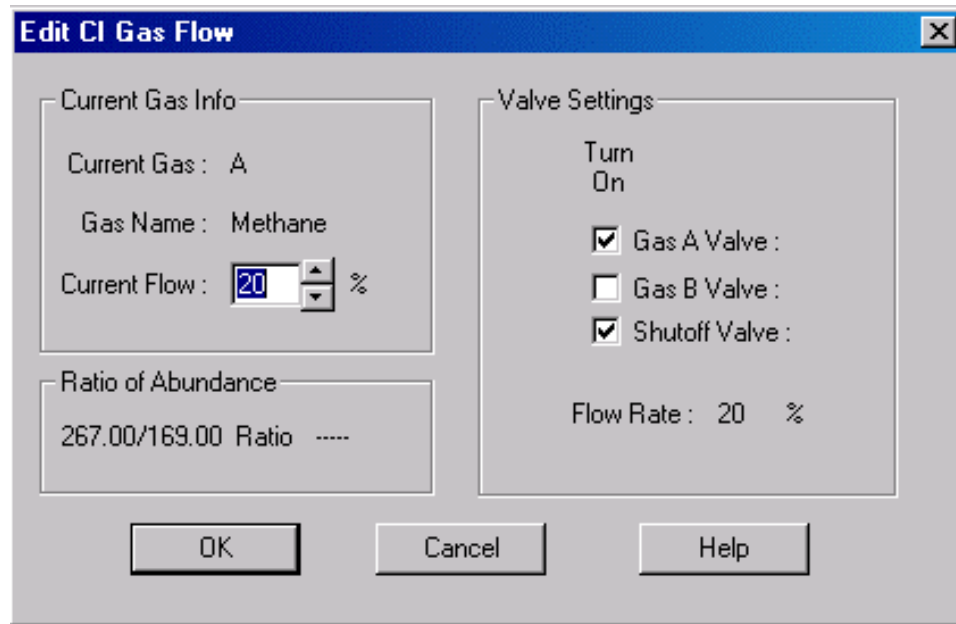 Edit CI Gas Flow
Current Gas Info
Current Gas : A
Gas Name : Methane
Current Flow : 20 %
Ratio of Abundance
267.00/169.00 Ratio -----
Valve Settings
Turn
On
Gas A Valve :
Gas B Valve :
Shutoff Valve :
Flow Rate : 20 %
OK
Cancel
Help